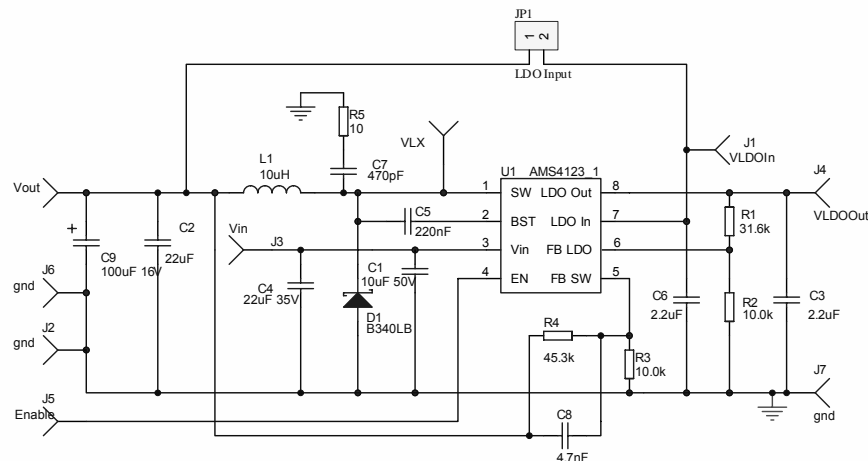 JP1
1 2
LDO Input
R5
10
VLX
J1
VLDOIn
L1
10uH
C7
470pF
U1 AMS4123_1
J4
Vout
1 SW LDO Out 8
VLDOOut
C5
220nF
2 BST LDO In 7
R1
31.6k
Vin
J3
3 Vin FB LDO 6
+
C9
100uF 16V
C2
22uF
C4
22uF 35V
C1
10uF 50V
4 EN FB SW 5
J6
gnd
D1
B340LB
C6
2.2uF
R2
10.0k
C3
2.2uF
J2
gnd
R4
45.3k
R3
10.0k
J5
Enable
J7
gnd
C8
4.7nF